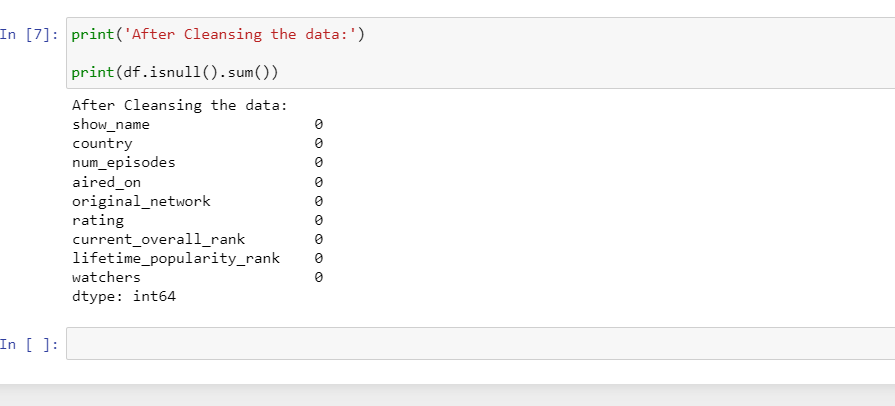 In [7]: print('After Cleansing the data:')
print(df.isnull().sum())
After Cleansing the data:
show_name 0
country 0
num_episodes 0
aired_on 0
original_network 0
rating 0
current_overall_rank 0
lifetime_popularity_rank 0
watchers 0
dtype: int64
In [ ]: